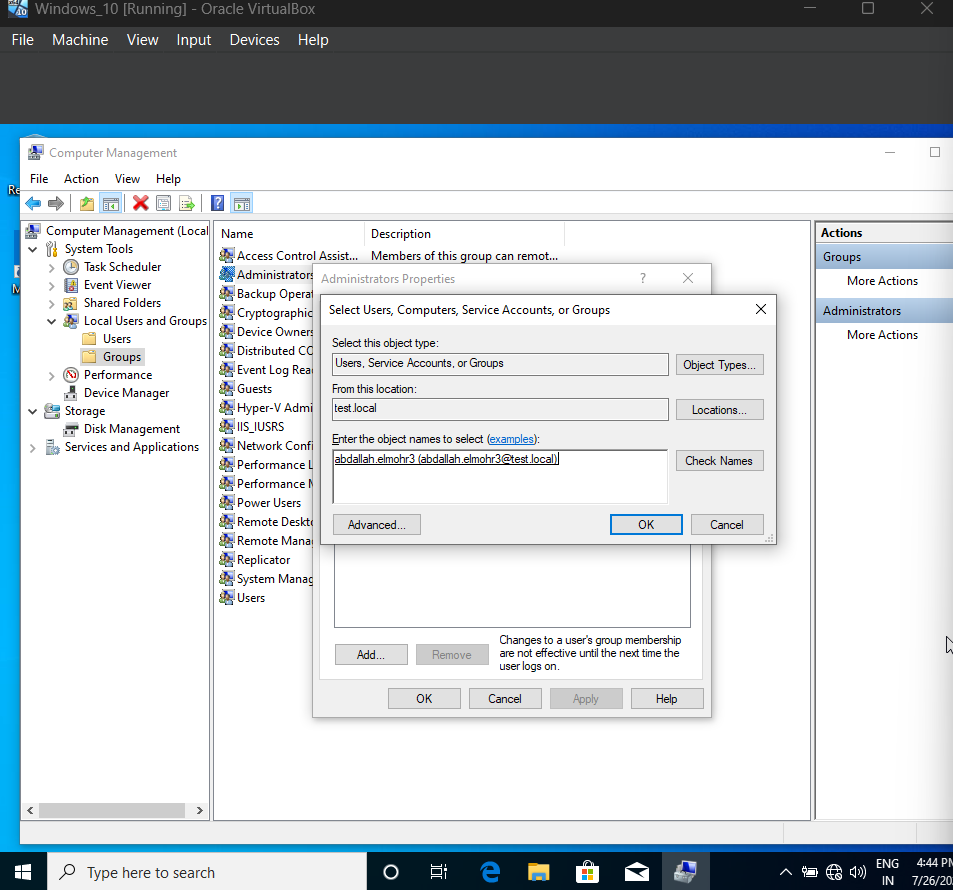 Windows_10 [Running] - Oracle VirtualBox
File Machine View Input Devices Help
Computer Management
File Action View Help
Computer Management (Local
System Tools
Task Scheduler
Event Viewer
Shared Folders
Local Users and Groups
Users
Groups
Performance
Device Manager
Storage
Disk Management
Services and Applications
Name Description
Access Control Assist... Members of this group can remot...
Administrators
Backup Operat
Cryptographic
Device Owners
Distributed CO
Event Log Rea
Guests
Hyper-V Admi
IIS_IUSRS
Network Confi
Performance L
Performance M
Power Users
Remote Deskto
Remote Mana
Replicator
System Manag
Users
Administrators Properties ?
Select Users, Computers, Service Accounts, or Groups
Select this object type:
Users, Service Accounts, or Groups
Object Types...
From this location:
test.local
Locations...
Enter the object names to select (examples):
abdallah.elmohr3 (abdallah.elmohr3@test.local)
Check Names
Advanced... OK Cancel
Add... Remove
Changes to a user's group membership
are not effective until the next time the
user logs on.
OK Cancel Apply Help
Actions
Groups
More Actions
Administrators
More Actions
Type here to search
ENG
IN
4:44 PM
7/26/20